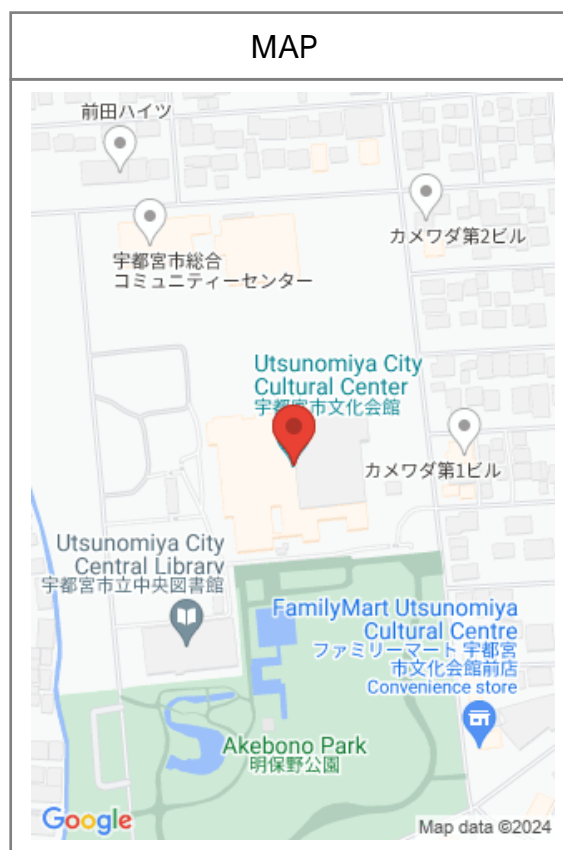 MAP
前田ハイツ
カメワダ第2ビル
宇都宮市総合
コミュニティーセンター
Utsunomiya City
Cultural Center
宇都宮市文化会館
カメワダ第1ビル
Utsunomiya City
Central Library
宇都宮市立中央図書館
FamilyMart Utsunomiya
Cultural Centre
ファミリーマート 宇都宮
市文化会館前店
Convenience store
Akebono Park
明保野公園
Google
Map data ©2024